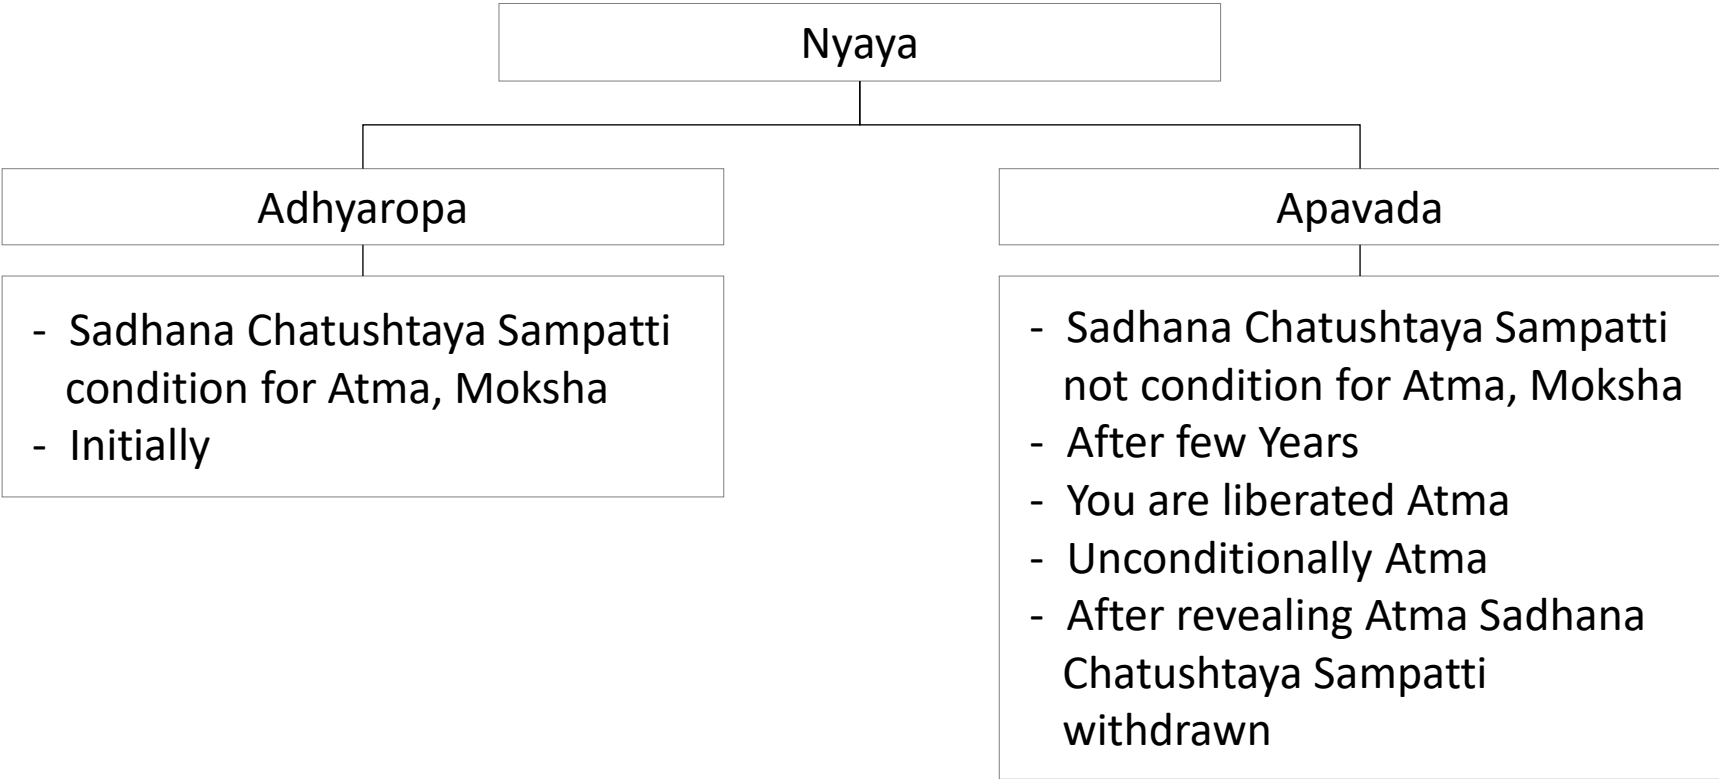 Nyaya
Adhyaropa
- Sadhana Chatushtaya Sampatti
condition for Atma, Moksha
- Initially
Apavada
- Sadhana Chatushtaya Sampatti
not condition for Atma, Moksha
- After few Years
- You are liberated Atma
- Unconditionally Atma
- After revealing Atma Sadhana
Chatushtaya Sampatti
withdrawn